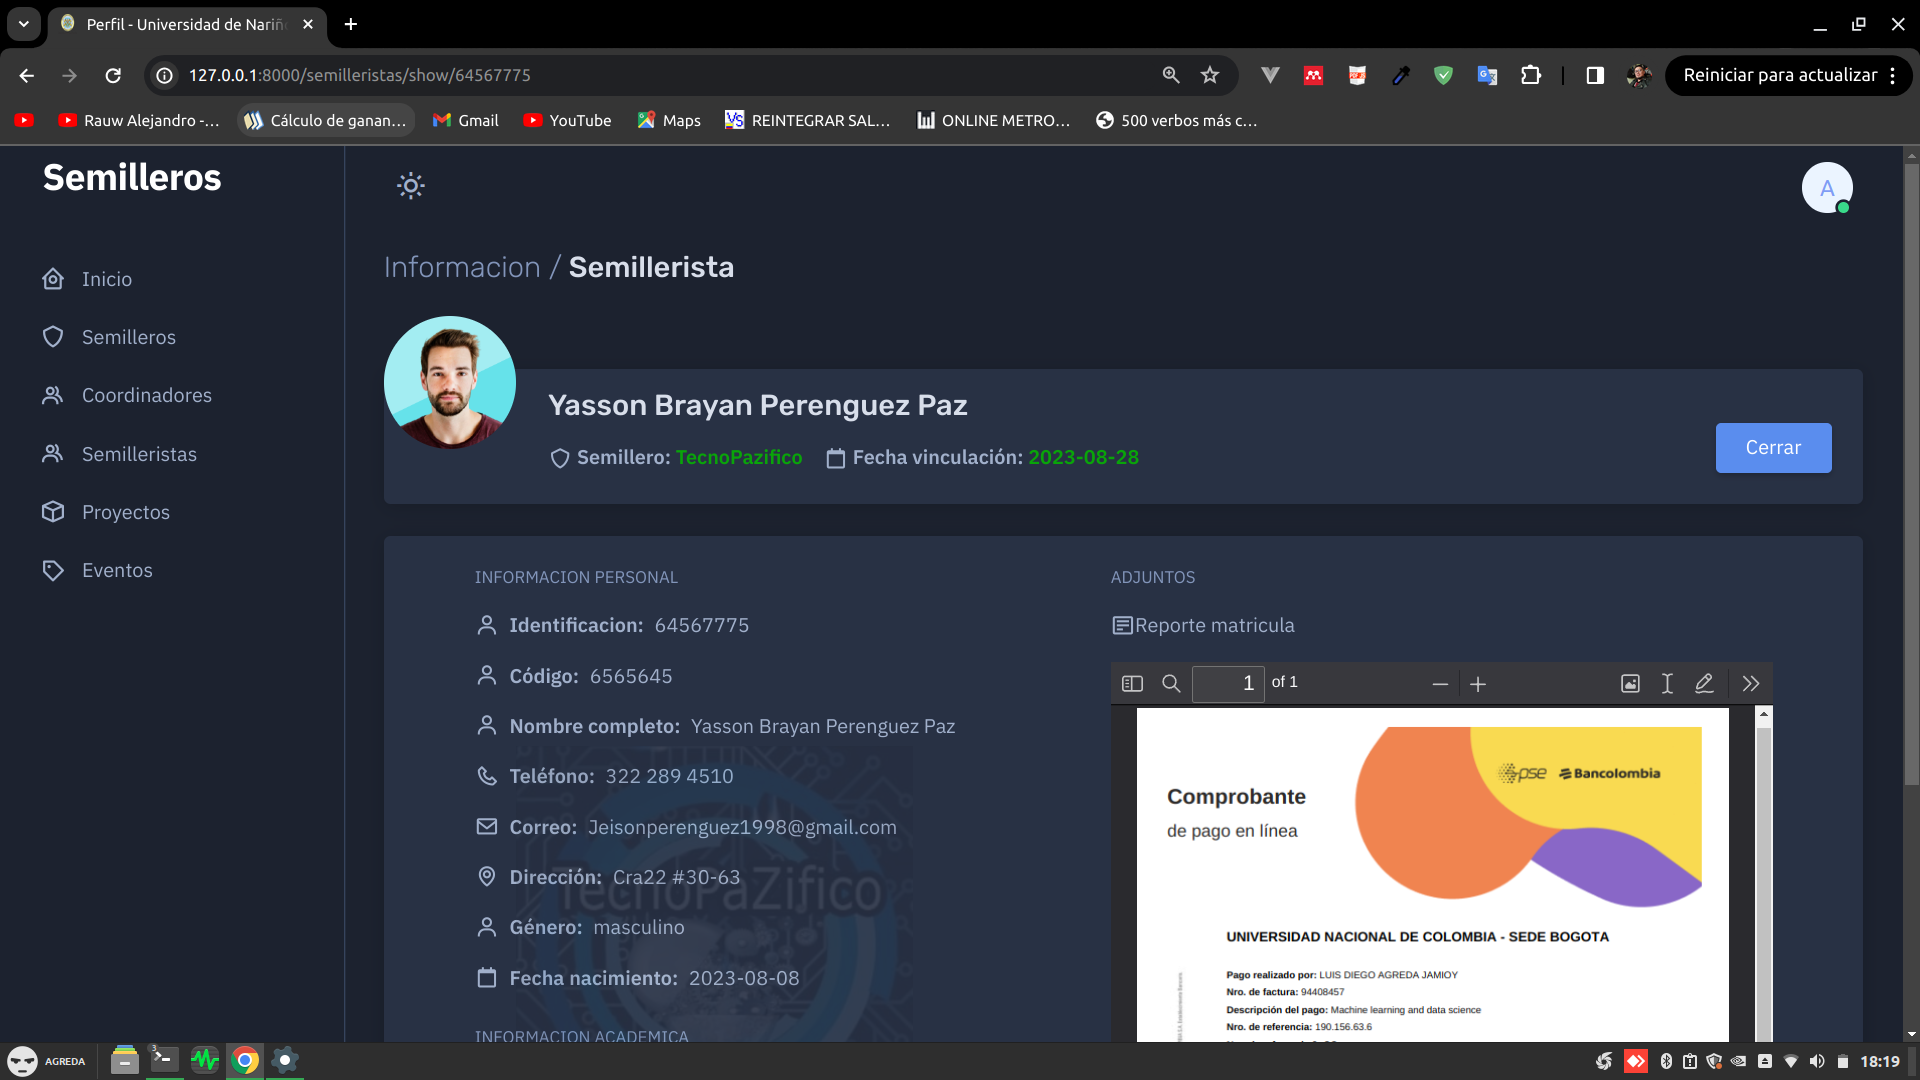 Perfil - Universidad de Nariñ
127.0.0.1:8000/semilleristas/show/64567775
Reiniciar para actualizar
Rauw Alejandro -...
Cálculo de ganan...
Gmail
YouTube
Maps
REINTEGRAR SAL...
ONLINE METRO...
500 verbos más c...
Semilleros
A
Inicio
Semilleros
Coordinadores
Semilleristas
Proyectos
Eventos
Informacion / Semillerista
Yasson Brayan Perenguez Paz
Semillero: TecnoPazifico Fecha vinculación: 2023-08-28
Cerrar
INFORMACION PERSONAL
Identificacion: 64567775
Código: 6565645
Nombre completo: Yasson Brayan Perenguez Paz
Teléfono: 322 289 4510
Correo: Jeisonperenguez1998@gmail.com
Dirección: Cra22 #30-63
TecnoPaZifico
Género: masculino
Fecha nacimiento: 2023-08-08
INFORMACION ACADEMICA
ADJUNTOS
Reporte matricula
1 of 1
pse Bancolombia
Comprobante
de pago en línea
UNIVERSIDAD NACIONAL DE COLOMBIA - SEDE BOGOTA
Pago realizado por: LUIS DIEGO AGREDA JAMIOY
Nro. de factura: 94408457
Descripción del pago: Machine learning and data science
Nro. de referencia: 190.156.63.6
AGREDA
3
18:19